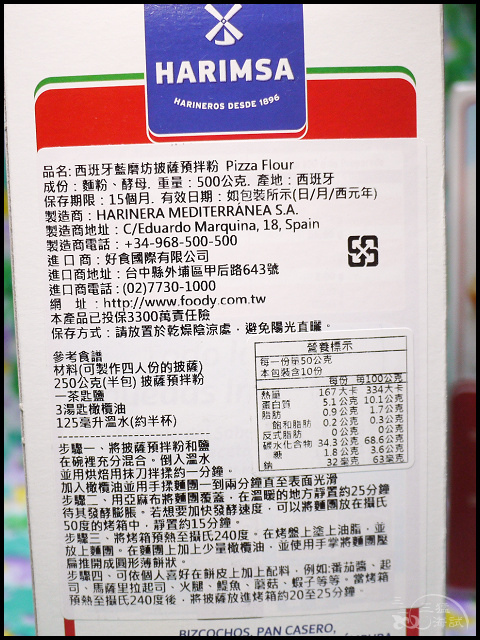 HARIMSA
HARINEROS DESDE 1896
品名: 西班牙藍磨坊披薩預拌粉 Pizza Flour
成份：麵粉、酵母. 重量：500公克. 產地：西班牙
保存期限：15個月. 有效日期：如包裝所示(日/月/西元年)
製造商：HARINERA MEDITERRÁNEA S.A.
製造商地址：C/Eduardo Marquina, 18, Spain
製造商電話：+34-968-500-500
進 口 商：好食國際有限公司
進口商地址：台中縣外埔區甲后路643號
進口商電話：(02)7730-1000
網 址：http://www.foody.com.tw
本產品已投保3300萬責任險
保存方式：請放置於乾燥陰涼處，避免陽光直曬。
參考食譜
材料(可製作四人份的披薩)
250公克(半包) 披薩預拌粉
一茶匙鹽
3湯匙橄欖油
125毫升溫水(約半杯)
------------------------
步驟一、將披薩預拌粉和鹽
在碗裡充分混合。倒入溫水
並用烘焙用抹刀拌揉約一分鐘。
加入橄欖油並用手揉麵團一到兩分鐘直至表面光滑
步驟二、用亞麻布將麵團覆蓋，在溫暖的地方靜置約25分鐘
待其發酵膨脹。若想要加快發酵速度，可以將麵團放在攝氏
50度的烤箱中，靜置約15分鐘。
步驟三、將烤箱預熱至攝氏240度。在烤盤上塗上油脂，並
放上麵團。在麵團上加上少量橄欖油，並使用手掌將麵團壓
扁推開成圓形薄餅狀。
步驟四、可依個人喜好在餅皮上加上配料，例如:番茄醬、起
司、馬薩里拉起司、火腿、鯷魚、蘑菇、蝦子等等。當烤箱
預熱至攝氏240度後，將披薩放進烤箱約20至25分鐘。
營養標示
每一份量50公克
本包裝含10份
每份 每100公克
熱量 167大卡 334大卡
蛋白質 5.1公克 10.1公克
脂肪 0.9公克 1.7公克
飽和脂肪 0.2公克 0.3公克
反式脂肪 0公克 0公克
碳水化合物 34.3公克 68.6公克
糖 1.8公克 3.6公克
鈉 32毫克 63毫克
BIZCOCHOS, PAN CASERO,